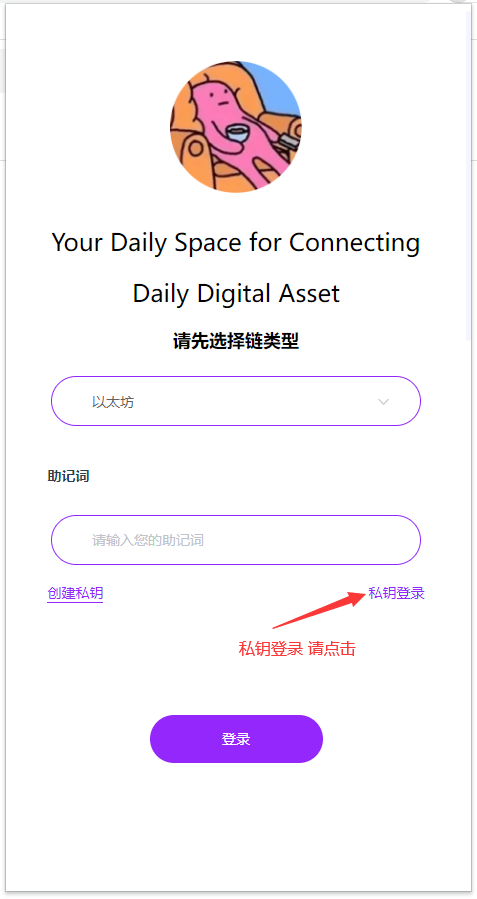 Your Daily Space for Connecting
Daily Digital Asset
请先选择链类型
以太坊
助记词
请输入您的助记词
创建私钥 私钥登录
私钥登录 请点击
登录